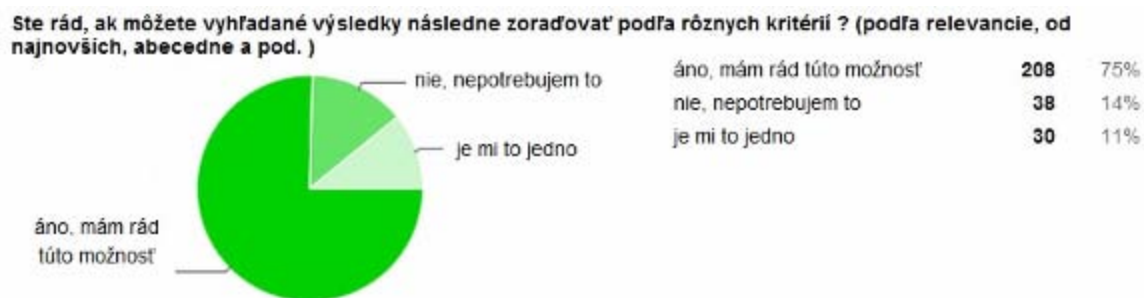 Ste rád, ak môžete vyhľadané výsledky následne zoraďovať podľa rôznych kritérií ? (podľa relevancie, od
najnovších, abecedne a pod. )
nie, nepotrebujem to
je mi to jedno
áno, mám rád
túto možnosť
áno, mám rád túto možnosť 208 75%
nie, nepotrebujem to 38 14%
je mi to jedno 30 11%